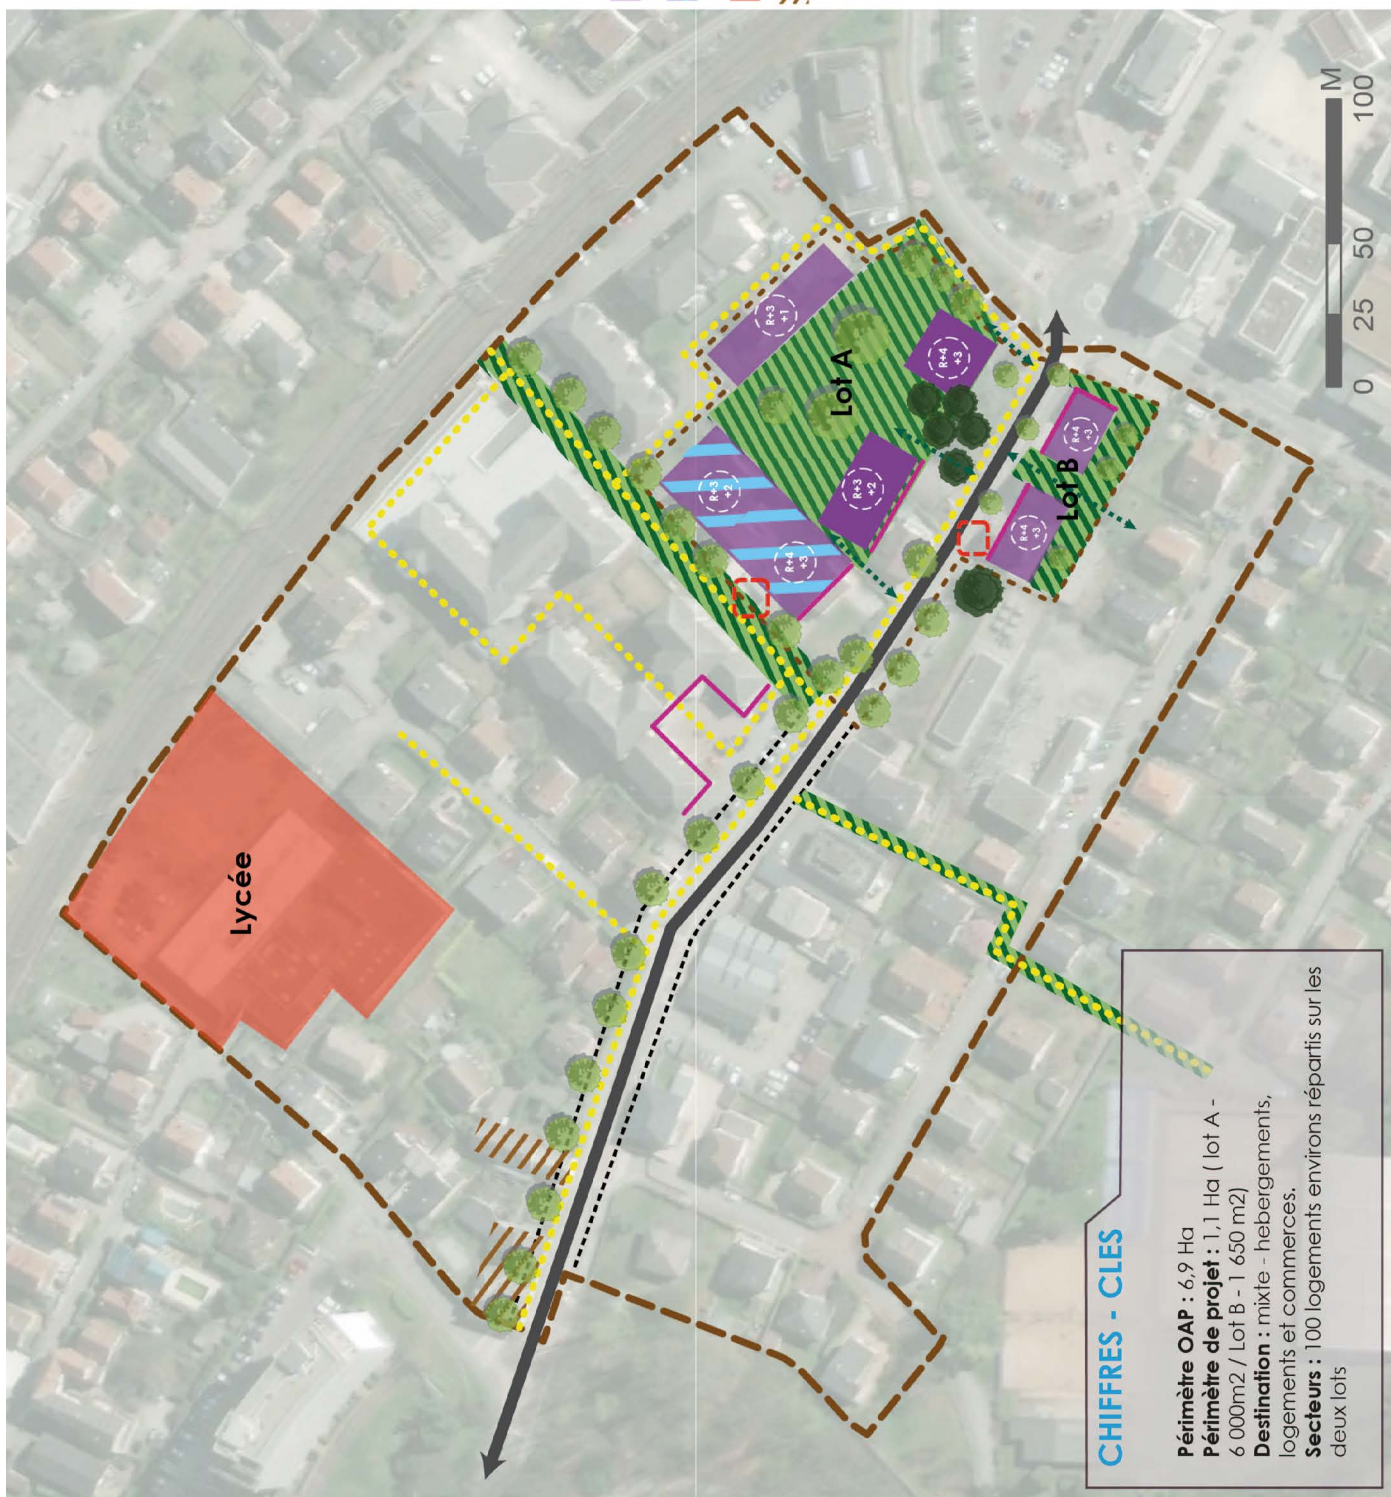 Lycée
R+3
+1
R+3
+2
R+4
+3
Lot A
R+4
+3
R+3
+2
R+4
+3
Lot B
R+4
+3
0 25 50 100
M
CHIFFRES - CLES
Périmètre OAP : 6,9 Ha
Périmètre de projet : 1,1 Ha ( lot A -
6 000m2 / Lot B - 1 650 m2)
Destination : mixte - hebergements,
logements et commerces.
Secteurs : 100 logements environs répartis sur les
deux lots